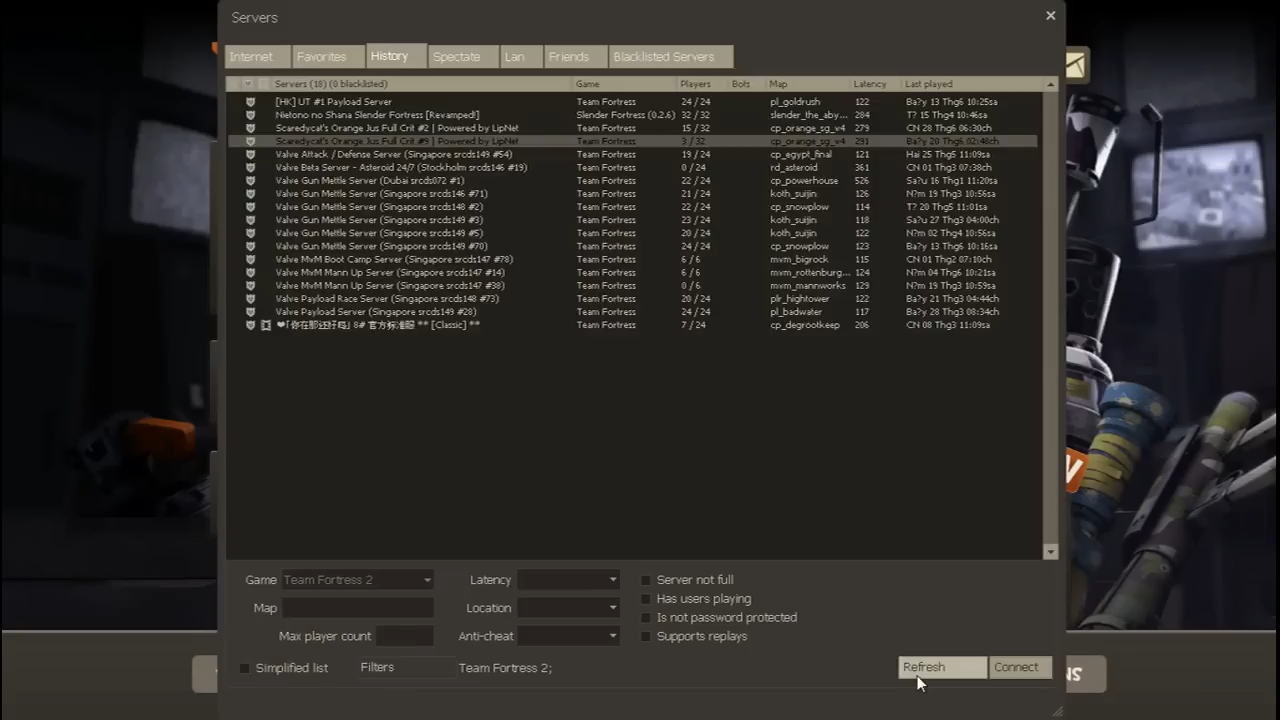 Servers
Internet Favorites History Spectate Lan Friends Blacklisted Servers
Servers (18) (0 blacklisted) Game Players Bots Map Latency Last played
[HK] UT #1 Payload Server Team Fortress 24 / 24 pl_goldrush 122 Ba?y 13 Thg6 10:25sa
Nietono no Shana Slender Fortress [Revamped!] Slender Fortress (0.2.6) 32 / 32 slender_the_aby... 284 T? 15 Thg4 10:46sa
Scaredycat's Orange Jus Full Crit #2 | Powered by LipNet Team Fortress 15 / 32 cp_orange_sg_v4 279 CN 28 Thg6 06:30ch
Scaredycat's Orange Jus Full Crit #9 | Powered by LipNet Team Fortress 3 / 32 cp_orange_sg_v4 291 Ba?y 20 Thg6 02:48ch
Valve Attack / Defense Server (Singapore srcds149 #54) Team Fortress 19 / 24 cp_egypt_final 121 Hai 25 Thg5 11:09sa
Valve Beta Server - Asteroid 24/7 (Stockholm srcds146 #19) Team Fortress 0 / 24 rd_asteroid 361 CN 01 Thg3 07:38ch
Valve Gun Mettle Server (Dubai srcds072 #1) Team Fortress 22 / 24 cp_powerhouse 526 Sa?u 16 Thg1 11:20sa
Valve Gun Mettle Server (Singapore srcds146 #71) Team Fortress 21 / 24 koth_suijin 126 N?m 19 Thg3 10:56sa
Valve Gun Mettle Server (Singapore srcds148 #2) Team Fortress 22 / 24 cp_snowplow 114 T? 20 Thg5 11:01sa
Valve Gun Mettle Server (Singapore srcds149 #3) Team Fortress 23 / 24 koth_suijin 118 Sa?u 27 Thg3 04:00ch
Valve Gun Mettle Server (Singapore srcds149 #5) Team Fortress 20 / 24 koth_suijin 122 N?m 02 Thg4 10:56sa
Valve Gun Mettle Server (Singapore srcds149 #70) Team Fortress 24 / 24 cp_snowplow 123 Ba?y 13 Thg6 10:16sa
Valve MvM Boot Camp Server (Singapore srcds147 #78) Team Fortress 6 / 6 mvm_bigrock 115 CN 01 Thg2 07:10ch
Valve MvM Mann Up Server (Singapore srcds147 #14) Team Fortress 6 / 6 mvm_rottenburg... 124 N?m 04 Thg6 10:21sa
Valve MvM Mann Up Server (Singapore srcds147 #38) Team Fortress 0 / 6 mvm_mannworks 129 N?m 19 Thg3 10:59sa
Valve Payload Race Server (Singapore srcds148 #73) Team Fortress 20 / 24 plr_hightower 122 Ba?y 21 Thg3 04:44ch
Valve Payload Server (Singapore srcds149 #28) Team Fortress 21 / 24 pl_badwater 117 Ba?y 28 Thg3 08:34ch
❤「你在那还好吗」 8# 官方标准服 ** [Classic] ** Team Fortress 7 / 24 cp_degrootkeep 206 CN 08 Thg3 11:09sa
Game Team Fortress 2 Latency Server not full
Has users playing
Map Location Is not password protected
Max player count Anti-cheat Supports replays
Simplified list Filters Team Fortress 2; Refresh Connect